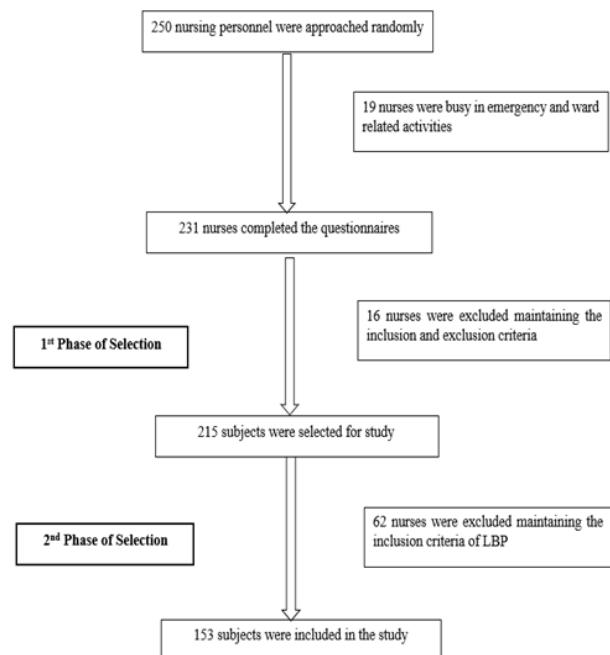 250 nursing personnel were approached randomly
19 nurses were busy in emergency and ward
related activities
231 nurses completed the questionnaires
16 nurses were excluded maintaining the
inclusion and exclusion criteria
1st Phase of Selection
215 subjects were selected for study
62 nurses were excluded maintaining the
inclusion criteria of LBP
2nd Phase of Selection
153 subjects were included in the study